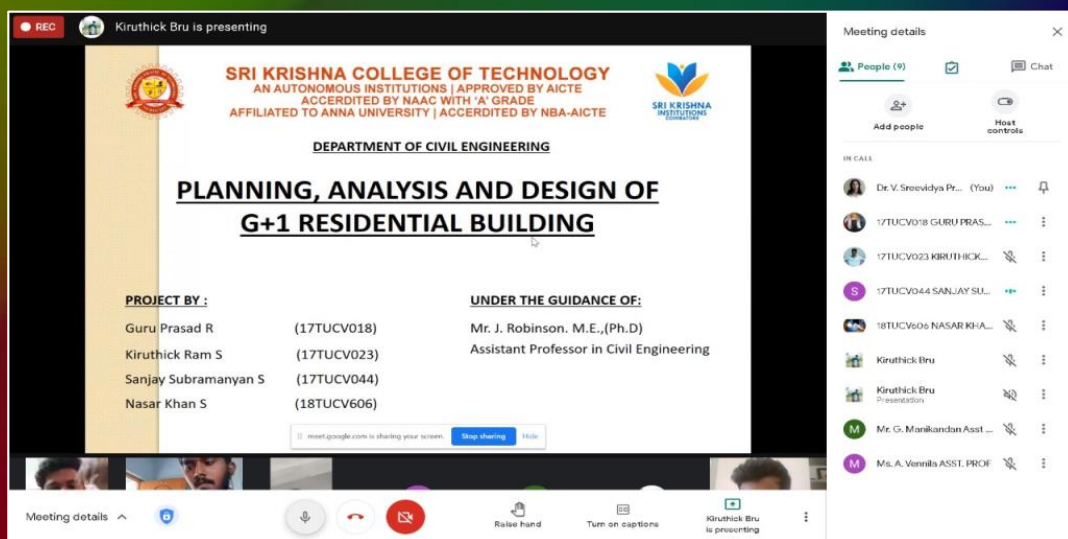 REC
Kiruthick Bru is presenting
SRI KRISHNA COLLEGE OF TECHNOLOGY
AN AUTONOMOUS INSTITUTIONS | APPROVED BY AICTE
ACCERDITED BY NAAC WITH ‘A’ GRADE
AFFILIATED TO ANNA UNIVERSITY | ACCERDITED BY NBA-AICTE
SRI KRISHNA
INSTITUTIONS
COIMBATORE
DEPARTMENT OF CIVIL ENGINEERING
PLANNING, ANALYSIS AND DESIGN OF
G+1 RESIDENTIAL BUILDING
PROJECT BY :
Guru Prasad R (17TUCV018)
Kiruthick Ram S (17TUCV023)
Sanjay Subramanyan S (17TUCV044)
Nasar Khan S (18TUCV606)
UNDER THE GUIDANCE OF:
Mr. J. Robinson. M.E.,(Ph.D)
Assistant Professor in Civil Engineering
meet.google.com is sharing your screen. Stop sharing Hide
Meeting details
Raise hand
Turn on captions
Kiruthick Bru
is presenting
Meeting details
People (9)
Chat
Add people
Host
controls
IN CALL
Dr. V. Sreevidya Pr... (You)
17TUCV018 GURU PRAS...
17TUCV023 KIRUTHICK...
S 17TUCV044 SANJAY SU...
18TUCV606 NASAR KHA...
Kiruthick Bru
Kiruthick Bru
Presentation
M Mr. G. Manikandan Asst ...
M Ms. A. Vennila ASST. PROF